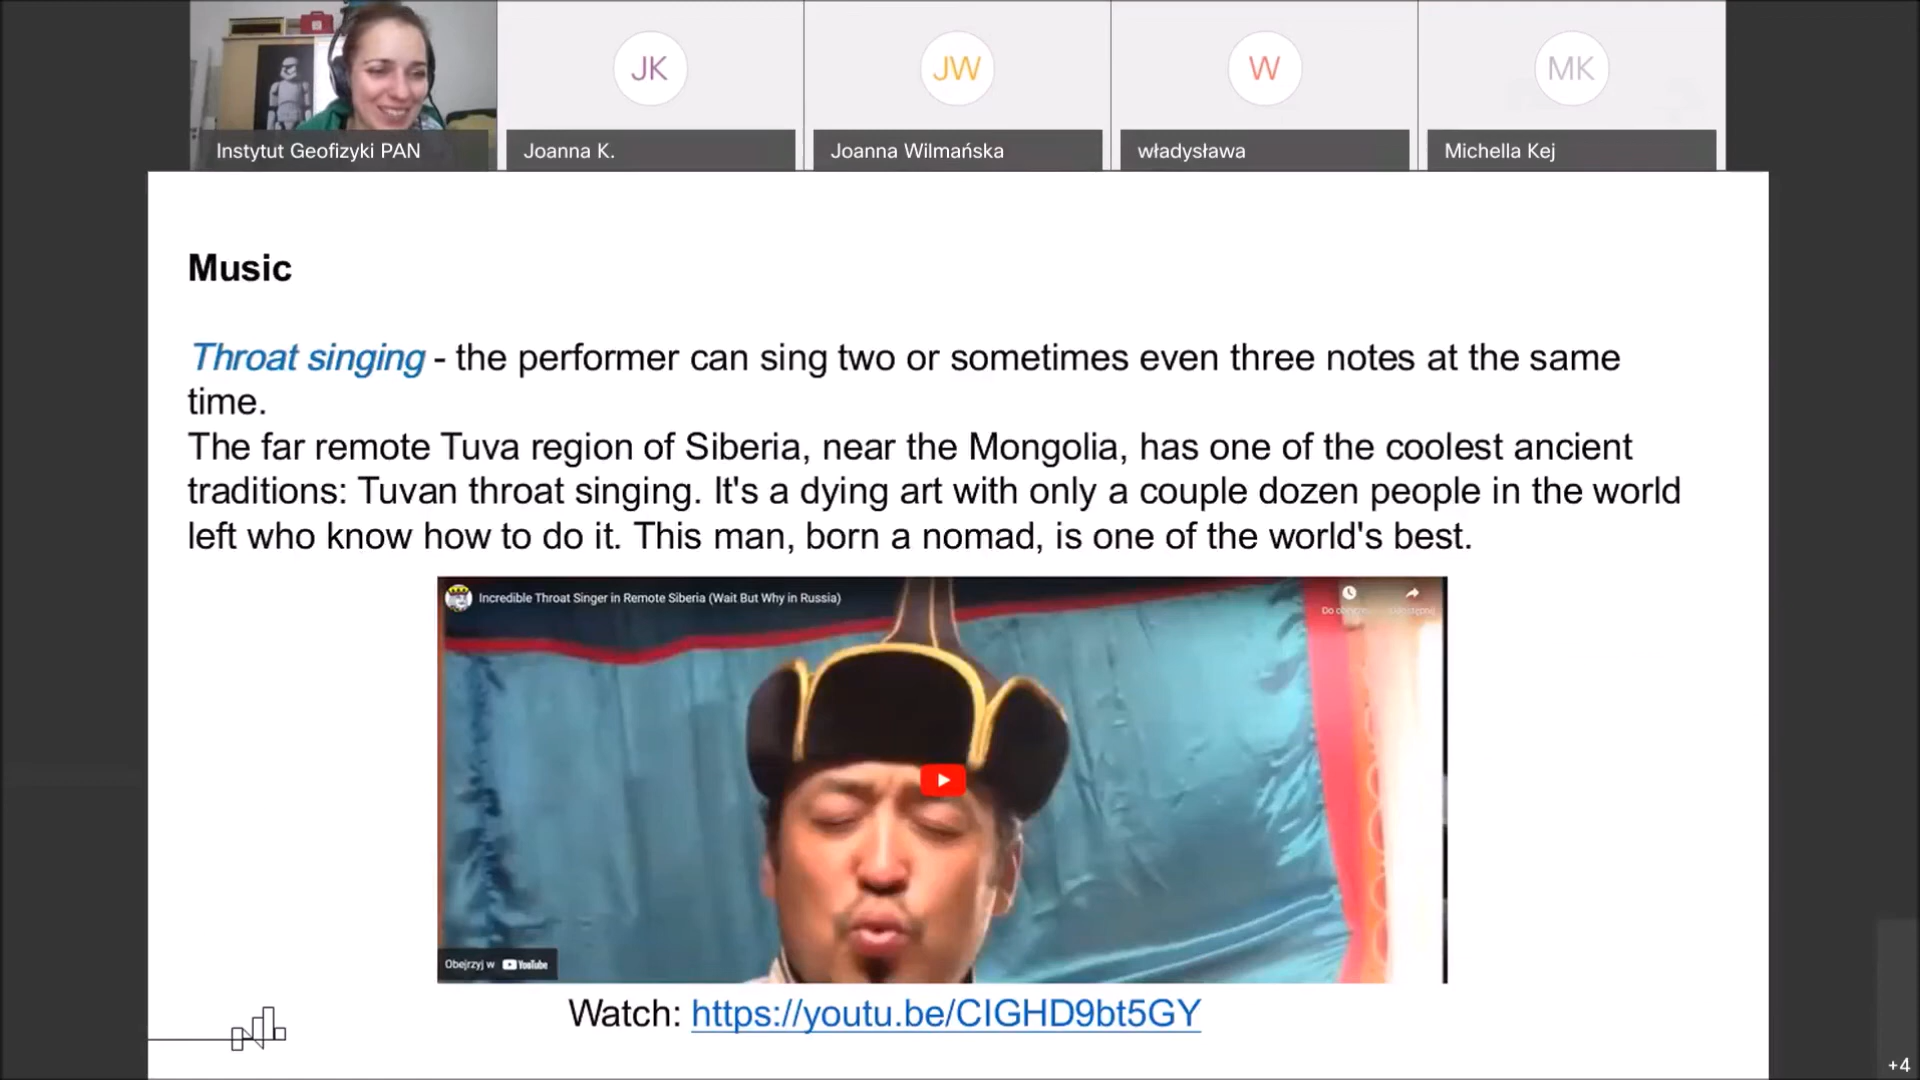 JK
JW
W
MK
Instytut Geofizyki PAN
Joanna K.
Joanna Wilmańska
władysława
Michella Kej
Music
Throat singing - the performer can sing two or sometimes even three notes at the same
time.
The far remote Tuva region of Siberia, near the Mongolia, has one of the coolest ancient
traditions: Tuvan throat singing. It's a dying art with only a couple dozen people in the world
left who know how to do it. This man, born a nomad, is one of the world's best.
Incredible Throat Singer in Remote Siberia (Wait But Why in Russia)
Obejrzyj w YouTube
Watch: https://youtu.be/CIGHD9bt5GY
+4